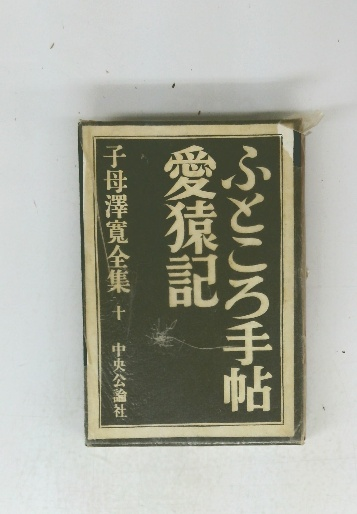 ふところ手帖
愛猿記
子母澤寛全集 十
中央公論社